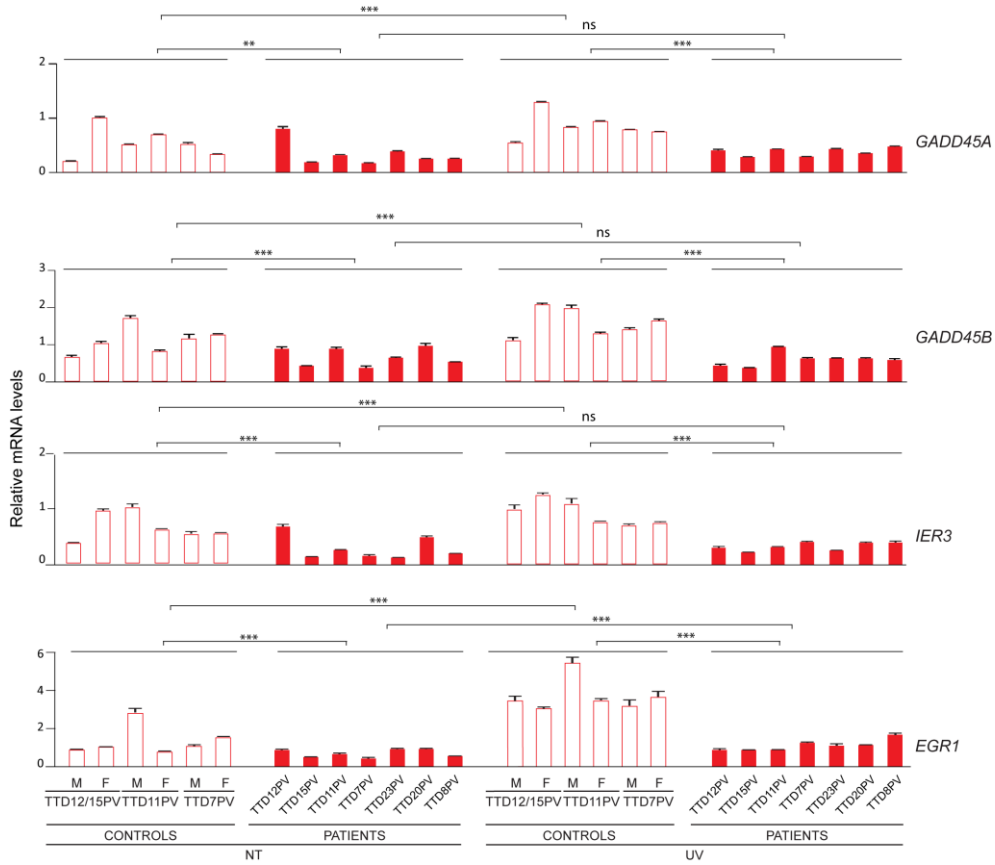 ***
ns
**
***
2
1
0
GADD45A
***
ns
***
***
3
2
1
0
GADD45B
***
ns
***
***
2
1
0
IER3
***
***
***
***
6
4
2
0
EGR1
Relative mRNA levels
M F M F M F
TTD12/15PV TTD11PV TTD7PV
TTD12PV TTD15PV TTD11PV TTD7PV TTD23PV TTD20PV TTD8PV
M F M F M F
TTD12/15PV TTD11PV TTD7PV
TTD12PV TTD15PV TTD11PV TTD7PV TTD23PV TTD20PV TTD8PV
CONTROLS PATIENTS CONTROLS PATIENTS
NT UV